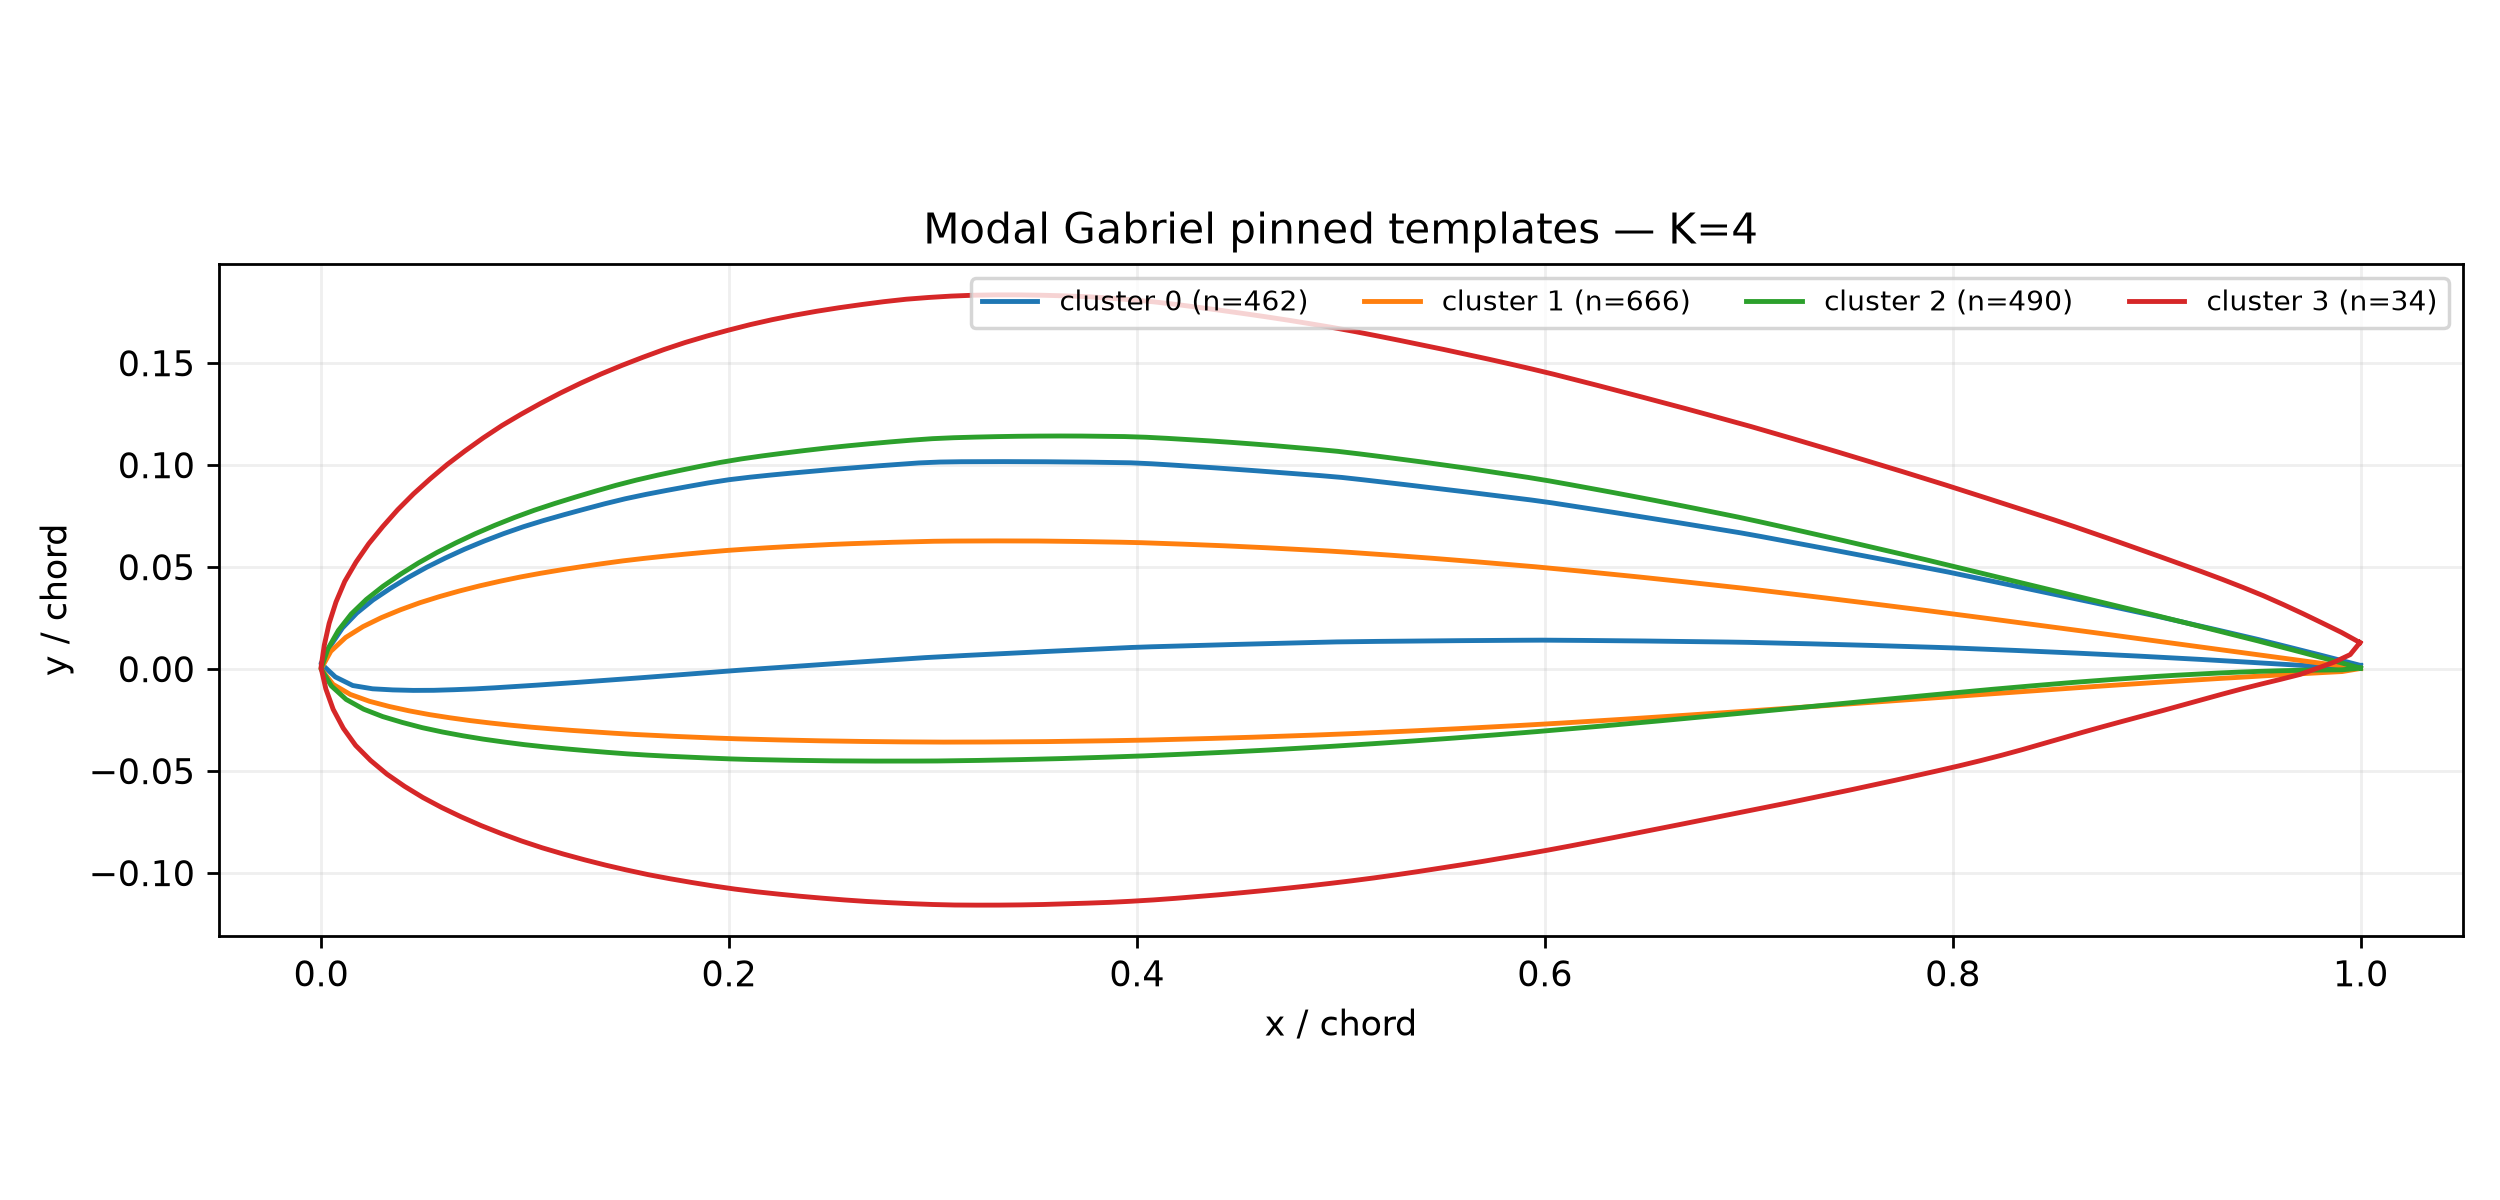 Modal Gabriel pinned templates — K=4
cluster 0 (n=462) cluster 1 (n=666) cluster 2 (n=490) cluster 3 (n=34)
y / chord
0.15
0.10
0.05
0.00
−0.05
−0.10
0.0 0.2 0.4 0.6 0.8 1.0
x / chord